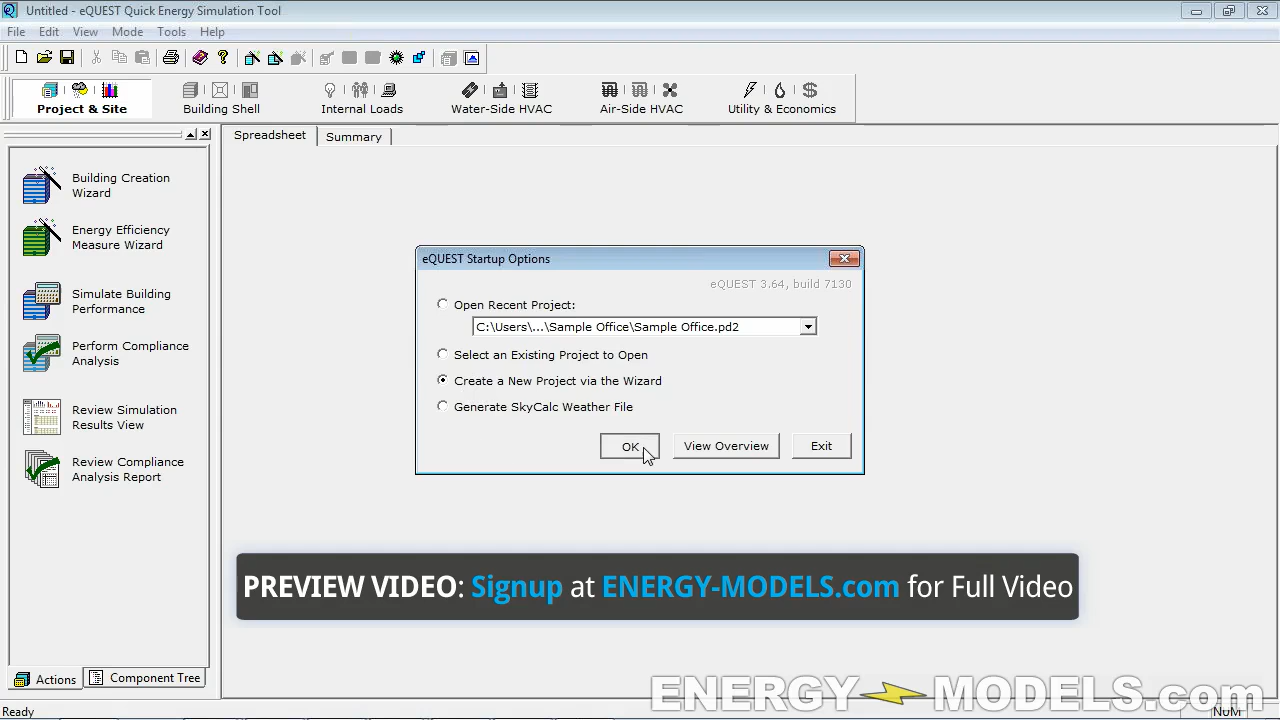 Untitled - eQUEST Quick Energy Simulation Tool
File Edit View Mode Tools Help
Project & Site
Building Shell
Internal Loads
Water-Side HVAC
Air-Side HVAC
Utility & Economics
Building Creation
Wizard
Energy Efficiency
Measure Wizard
Simulate Building
Performance
Perform Compliance
Analysis
Review Simulation
Results View
Review Compliance
Analysis Report
Actions
Component Tree
Spreadsheet
Summary
eQUEST Startup Options
eQUEST 3.64, build 7130
Open Recent Project:
C:\Users\...\Sample Office\Sample Office.pd2
Select an Existing Project to Open
Create a New Project via the Wizard
Generate SkyCalc Weather File
OK
View Overview
Exit
PREVIEW VIDEO: Signup at ENERGY-MODELS.com for Full Video
ENERGY MODELS.com
Ready
NUM